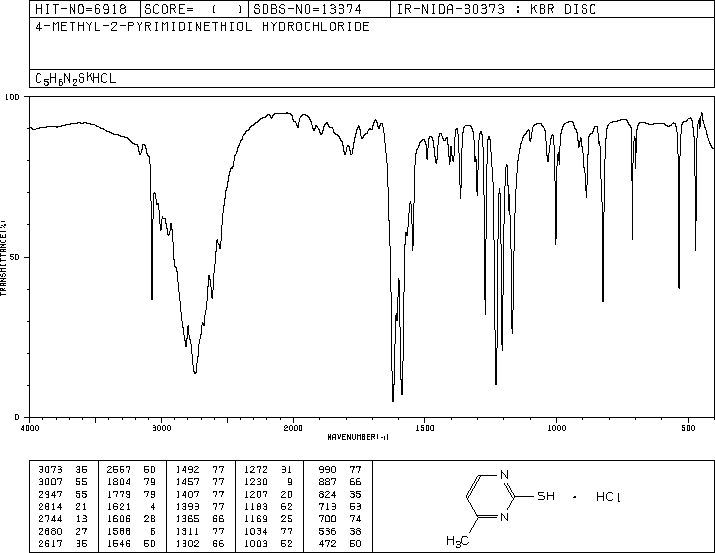 HIT-NO=6918 SCORE= ( ) SDBS-NO=13374 IR-NIDA-30373 : KBR DISC
4-METHYL-2-PYRIMIDINETHIOL HYDROCHLORIDE
C5H6N2S*HCL
100
50
0
TRANSMITTANCE(%)
4000 3000 2000 1500 1000 500
WAVENUMBER(-1)
3073 36 2567 50 1492 77 1272 31 990 77
3007 55 1804 79 1457 77 1230 9 887 66
2947 55 1779 79 1407 77 1207 20 824 35
2814 21 1621 4 1393 77 1183 62 713 53
2744 13 1606 28 1365 66 1169 25 700 74
2680 27 1588 6 1311 77 1034 77 536 38
2617 35 1546 50 1302 66 1003 52 472 50
N
SH · HCl
N
H3C